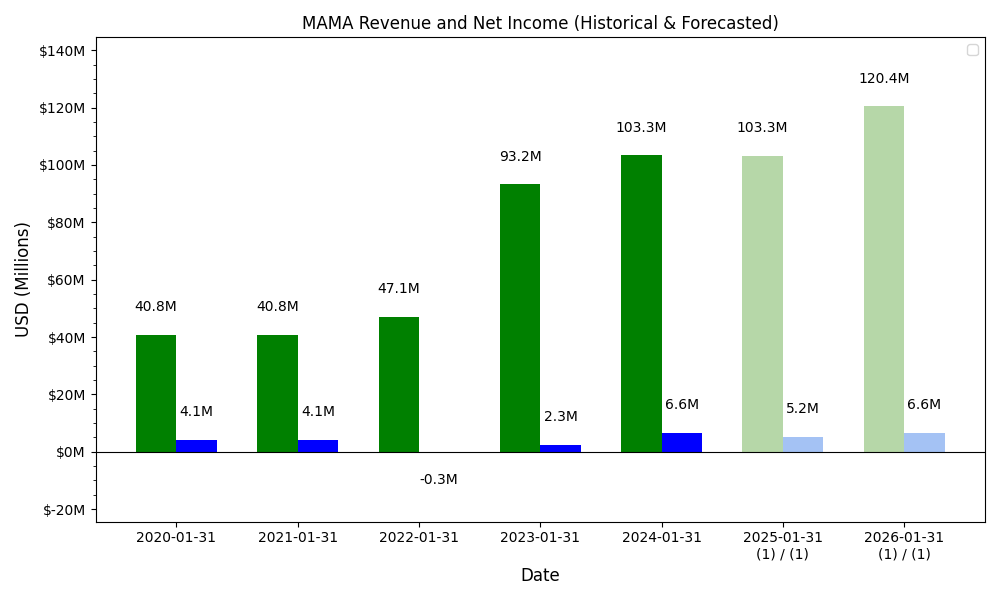 MAMA Revenue and Net Income (Historical & Forecasted)
USD (Millions)
$140M
$120M
$100M
$80M
$60M
$40M
$20M
$0M
$-20M
40.8M
4.1M
40.8M
4.1M
47.1M
-0.3M
93.2M
2.3M
103.3M
6.6M
103.3M
5.2M
120.4M
6.6M
2020-01-31
2021-01-31
2022-01-31
2023-01-31
2024-01-31
2025-01-31
(1) / (1)
2026-01-31
(1) / (1)
Date